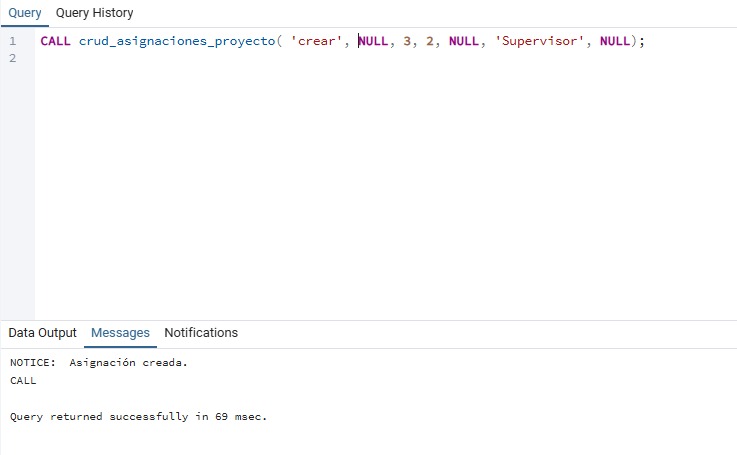 Query Query History
1 CALL crud_asignaciones_proyecto( 'crear', NULL, 3, 2, NULL, 'Supervisor', NULL);
2
Data Output Messages Notifications
NOTICE:  Asignación creada.
CALL
Query returned successfully in 69 msec.